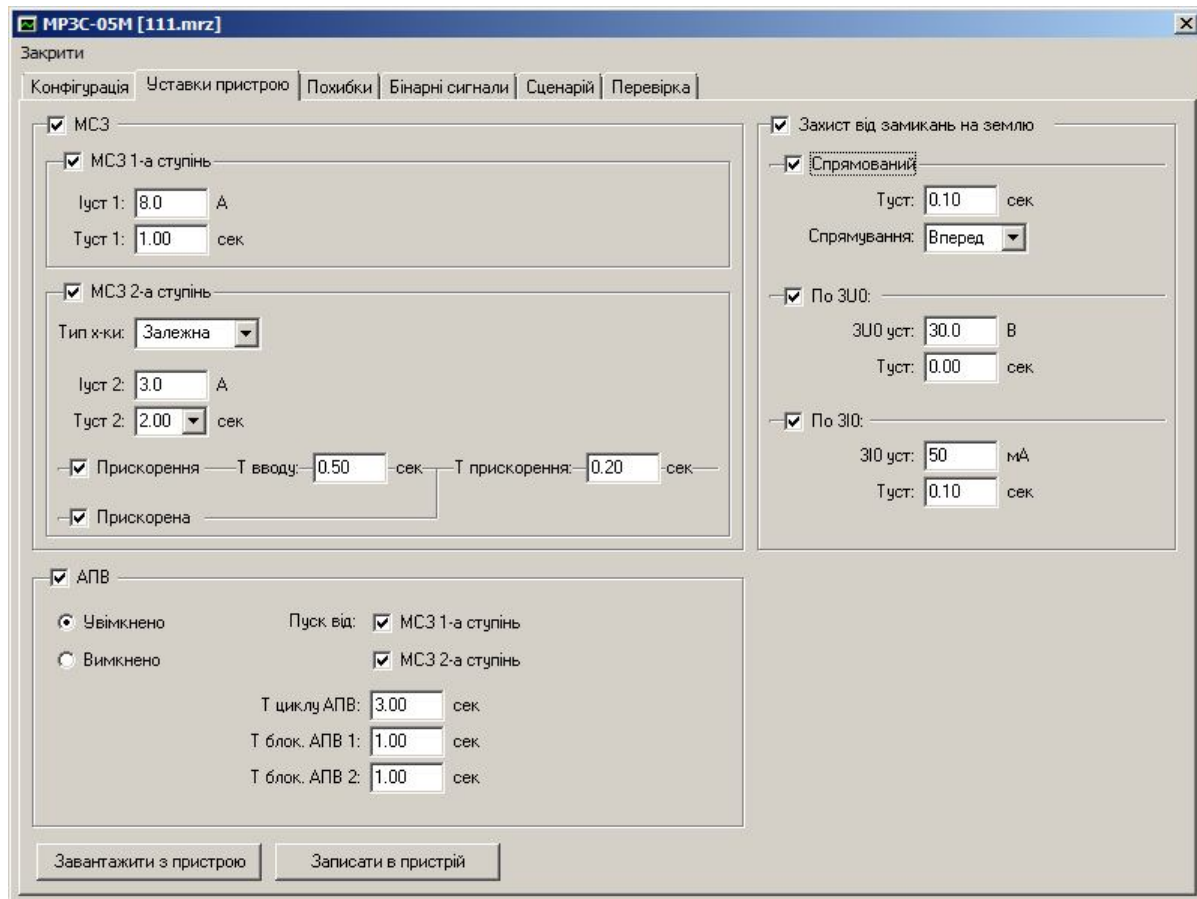 МРЗС-05М [111.mrz]
Закрити
Конфігурація Уставки пристрою Похибки Бінарні сигнали Сценарій Перевірка
МСЗ
МСЗ 1-а ступінь
Іуст 1: 8.0 А
Туст 1: 1.00 сек
МСЗ 2-а ступінь
Тип х-ки: Залежна
Іуст 2: 3.0 А
Туст 2: 2.00 сек
Прискорення Т вводу: 0.50 сек Т прискорення: 0.20 сек
Прискорена
Захист від замикань на землю
Спрямований
Туст: 0.10 сек
Спрямування: Вперед
По 3U0:
3U0 уст: 30.0 В
Туст: 0.00 сек
По 3І0:
3І0 уст: 50 мА
Туст: 0.10 сек
АПВ
Увімкнено Пуск від: МСЗ 1-а ступінь
Вимкнено МСЗ 2-а ступінь
Т циклу АПВ: 3.00 сек
Т блок. АПВ 1: 1.00 сек
Т блок. АПВ 2: 1.00 сек
Завантажити з пристрою Записати в пристрій